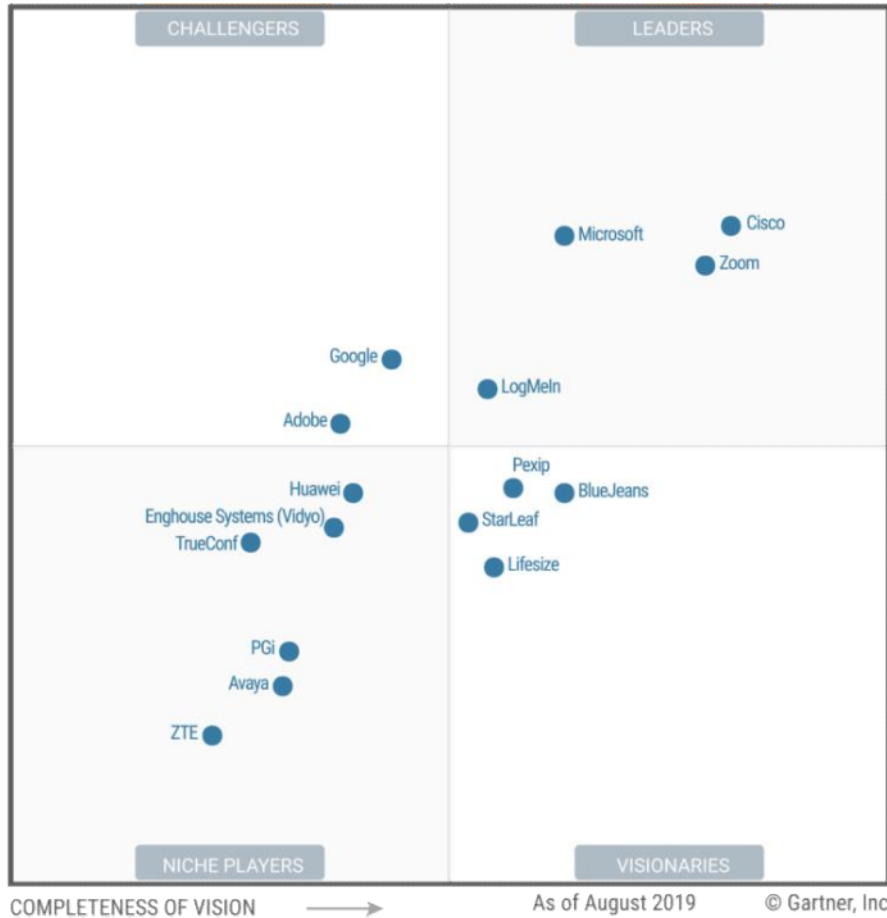 CHALLENGERS
LEADERS
Cisco
Microsoft
Zoom
Google
LogMeIn
Adobe
Pexip
Huawei
BlueJeans
Enghouse Systems (Vidyo)
StarLeaf
TrueConf
Lifesize
PGi
Avaya
ZTE
NICHE PLAYERS
VISIONARIES
COMPLETENESS OF VISION
As of August 2019
© Gartner, Inc